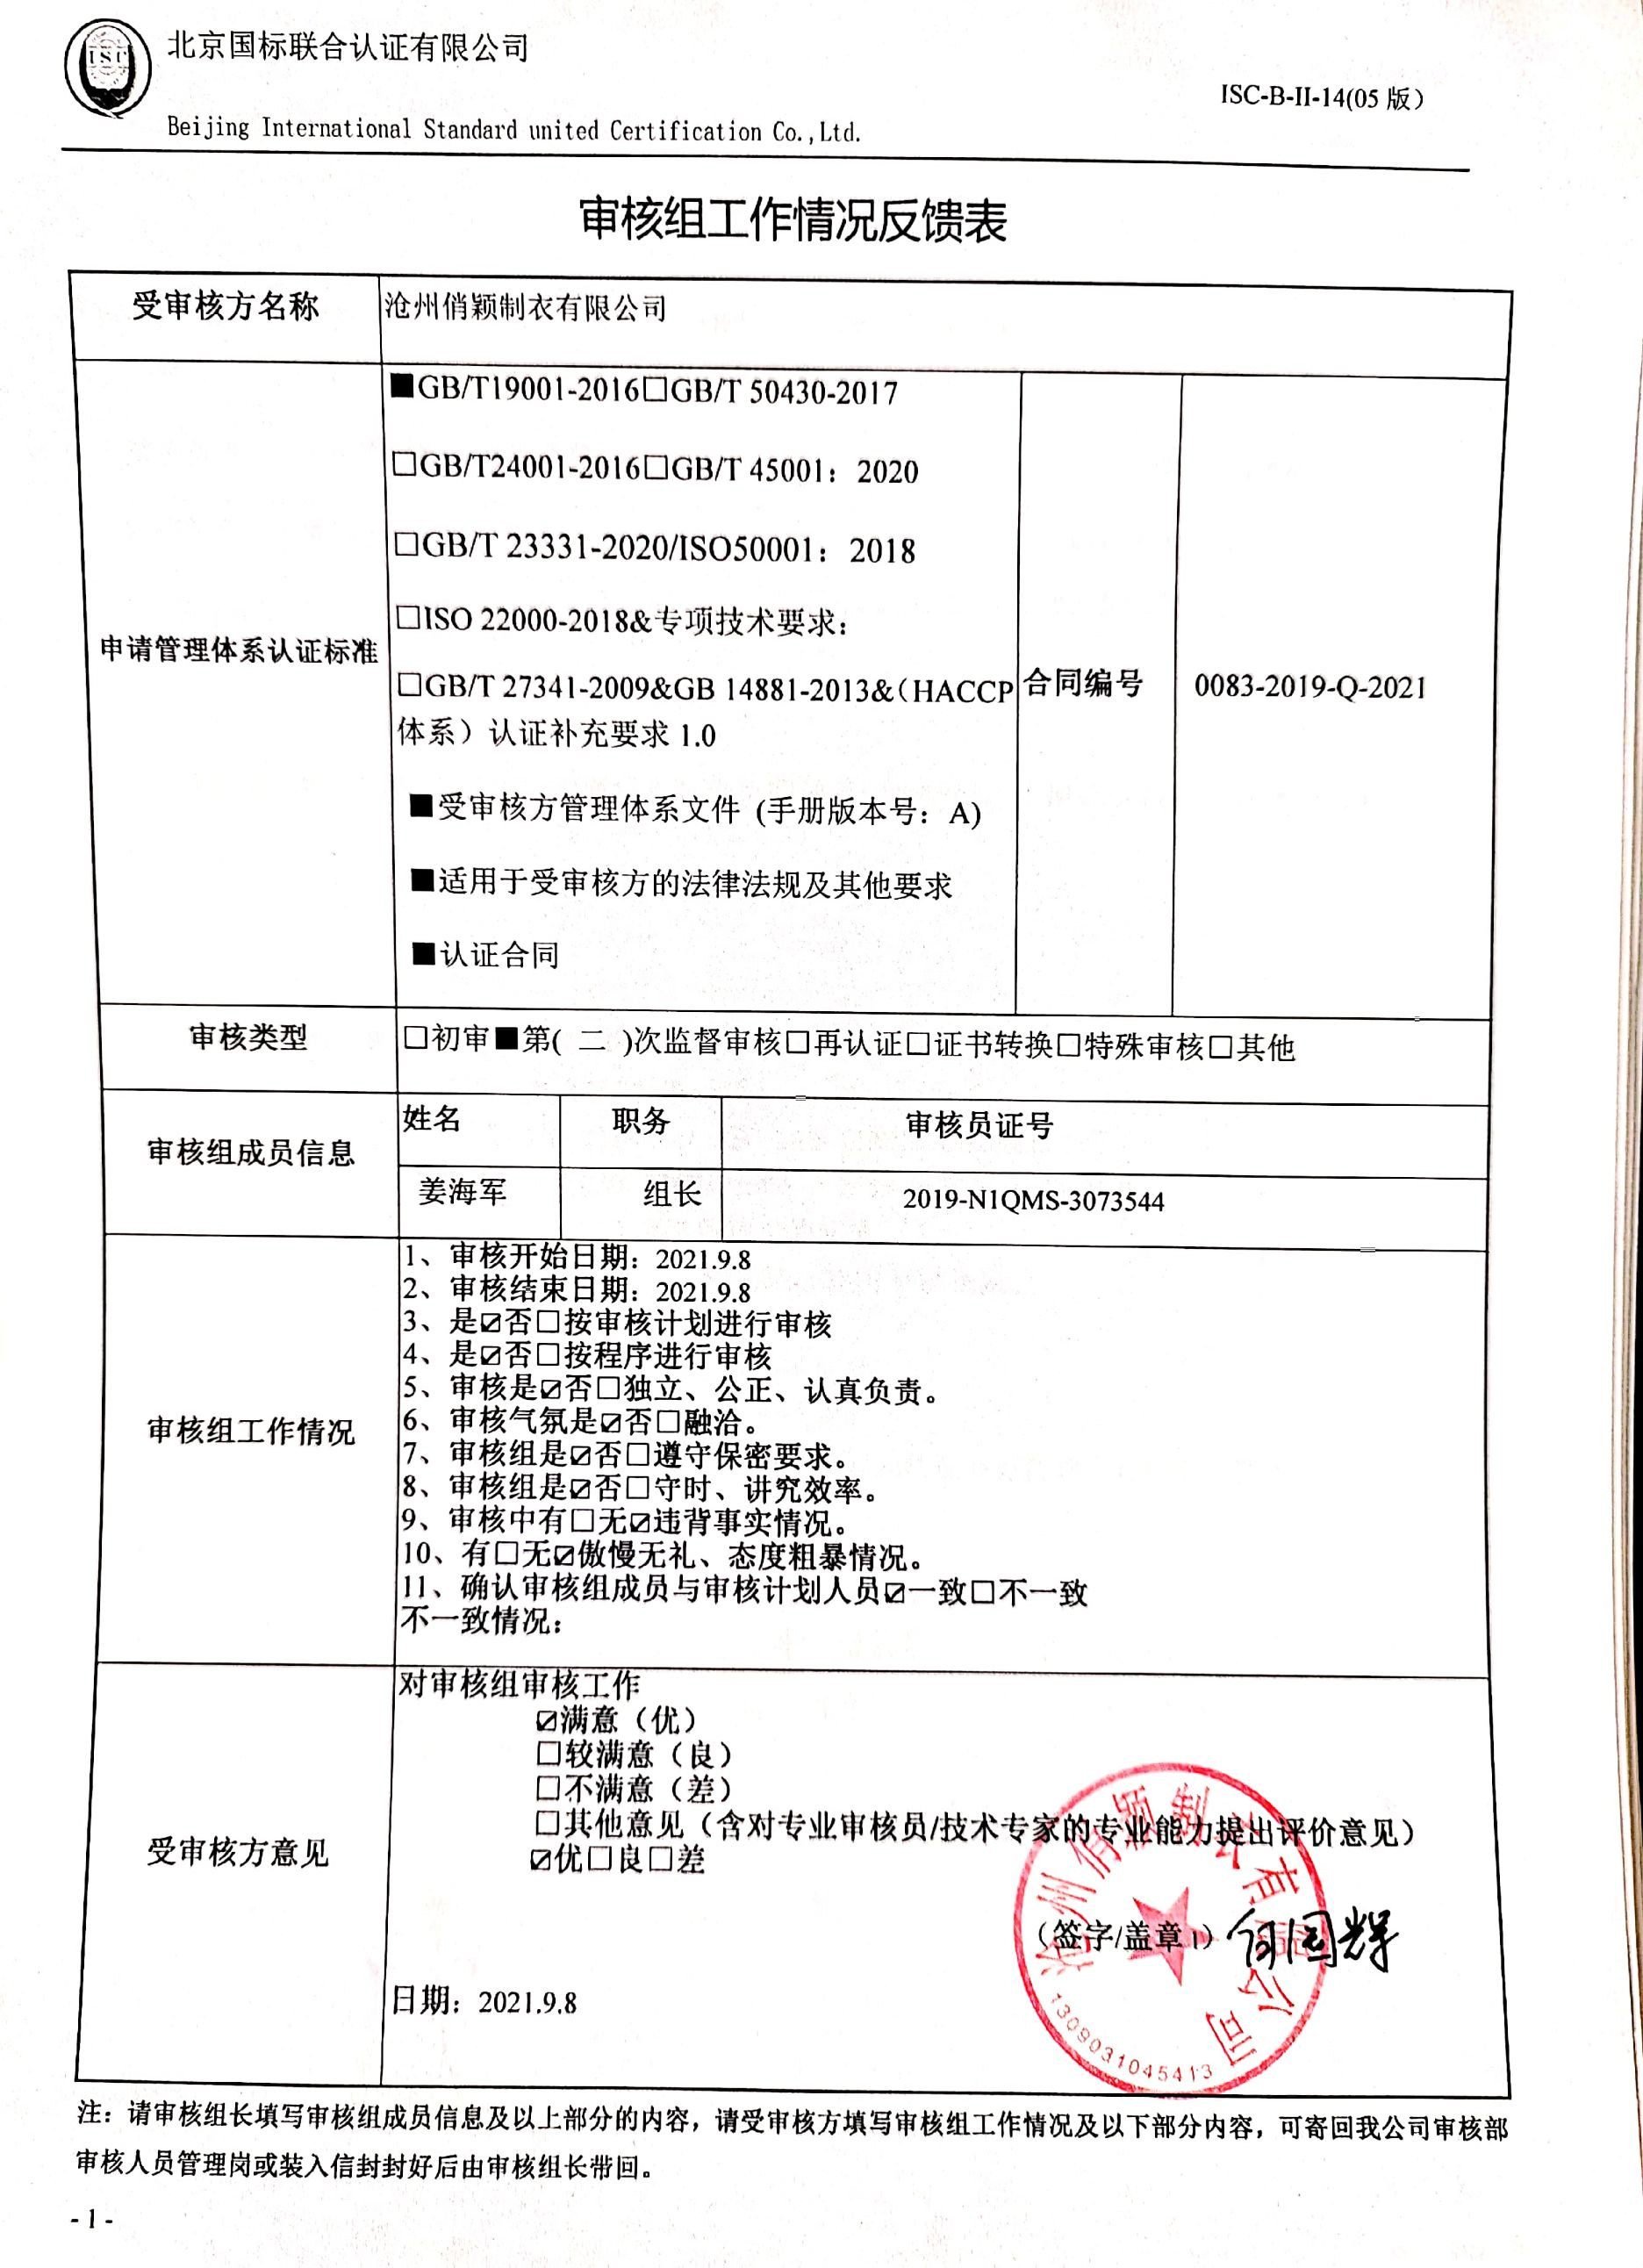 ISC
北京国标联合认证有限公司
ISC-B-II-14(05 版)
Beijing International Standard united Certification Co.,Ltd.
审核组工作情况反馈表
受审核方名称
沧州俏颖制衣有限公司
申请管理体系认证标准
■GB/T19001-2016□GB/T 50430-2017
□GB/T24001-2016□GB/T 45001：2020
□GB/T 23331-2020/ISO50001：2018
□ISO 22000-2018&专项技术要求:
□GB/T 27341-2009&GB 14881-2013&（HACCP
体系）认证补充要求 1.0
■受审核方管理体系文件 (手册版本号：A)
■适用于受审核方的法律法规及其他要求
■认证合同
合同编号
0083-2019-Q-2021
审核类型
□初审■第( 二 )次监督审核□再认证□证书转换□特殊审核□其他
审核组成员信息
姓名 职务 审核员证号
姜海军 组长 2019-N1QMS-3073544
审核组工作情况
1、审核开始日期：2021.9.8
2、审核结束日期：2021.9.8
3、是☑否□按审核计划进行审核
4、是☑否□按程序进行审核
5、审核是☑否□独立、公正、认真负责。
6、审核气氛是☑否□融洽。
7、审核组是☑否□遵守保密要求。
8、审核组是☑否□守时、讲究效率。
9、审核中有□无☑违背事实情况。
10、有□无☑傲慢无礼、态度粗暴情况。
11、确认审核组成员与审核计划人员☑一致□不一致
不一致情况:
受审核方意见
对审核组审核工作
☑满意（优）
□较满意（良）
□不满意（差）
□其他意见（含对专业审核员/技术专家的专业能力提出评价意见）
☑优□良□差
（签字/盖章）
沧州俏颖制衣有限公司
1309031045413
日期：2021.9.8
注：请审核组长填写审核组成员信息及以上部分的内容，请受审核方填写审核组工作情况及以下部分内容，可寄回我公司审核部
审核人员管理岗或装入信封封好后由审核组长带回。
- 1 -